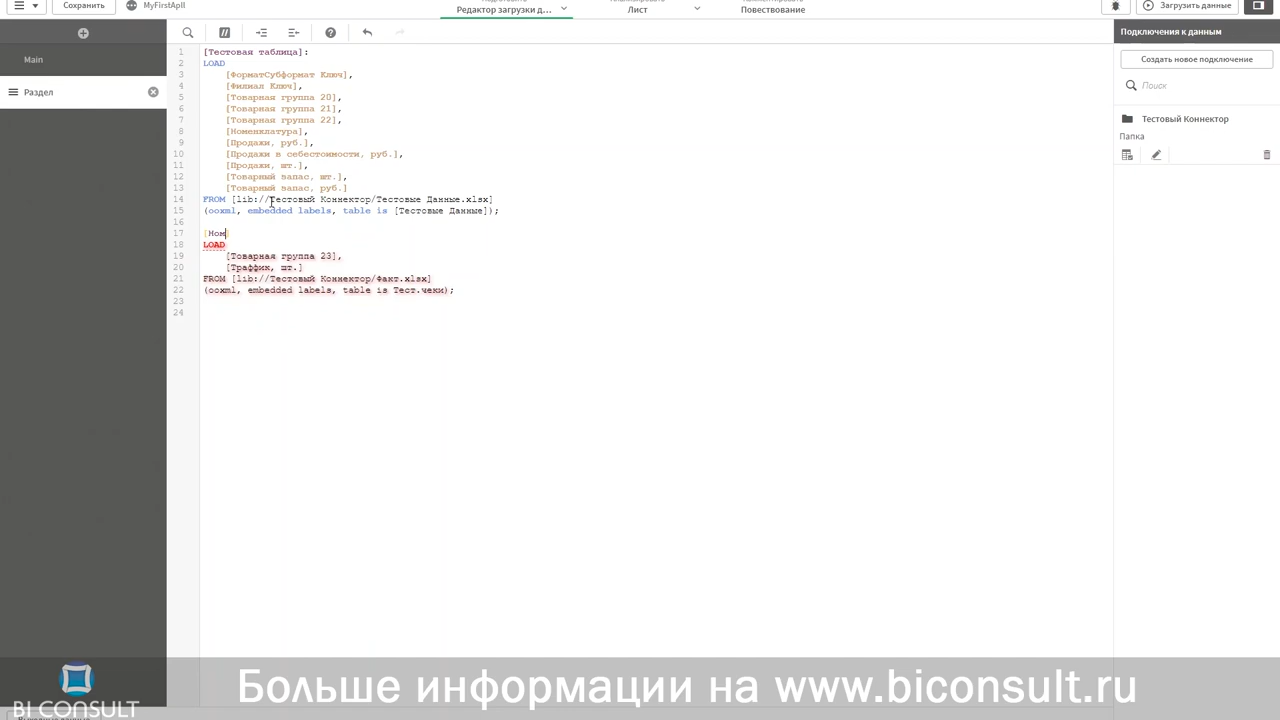 MyFirstApll
Сохранить
Редактор загрузки д...
Лист
Повествование
Загрузить данные
Main
Раздел
1 [Тестовая таблица]:
2 LOAD
3 [ФорматСубформат Ключ],
4 [Филиал Ключ],
5 [Товарная группа 20],
6 [Товарная группа 21],
7 [Товарная группа 22],
8 [Номенклатура],
9 [Продажи, руб.],
10 [Продажи в себестоимости, руб.],
11 [Продажи, шт.],
12 [Товарный запас, шт.],
13 [Товарный запас, руб.]
14 FROM [lib://Тестовый Коннектор/Тестовые Данные.xlsx]
15 (ooxml, embedded labels, table is [Тестовые Данные]);
16
17 [Ном]
18 LOAD
19 [Товарная группа 23],
20 [Траффик, шт.]
21 FROM [lib://Тестовый Коннектор/Факт.xlsx]
22 (ooxml, embedded labels, table is Тест.чеки);
23
24
Подключения к данным
Создать новое подключение
Поиск
Тестовый Коннектор
Папка
Больше информации на www.biconsult.ru
BI CONSULT